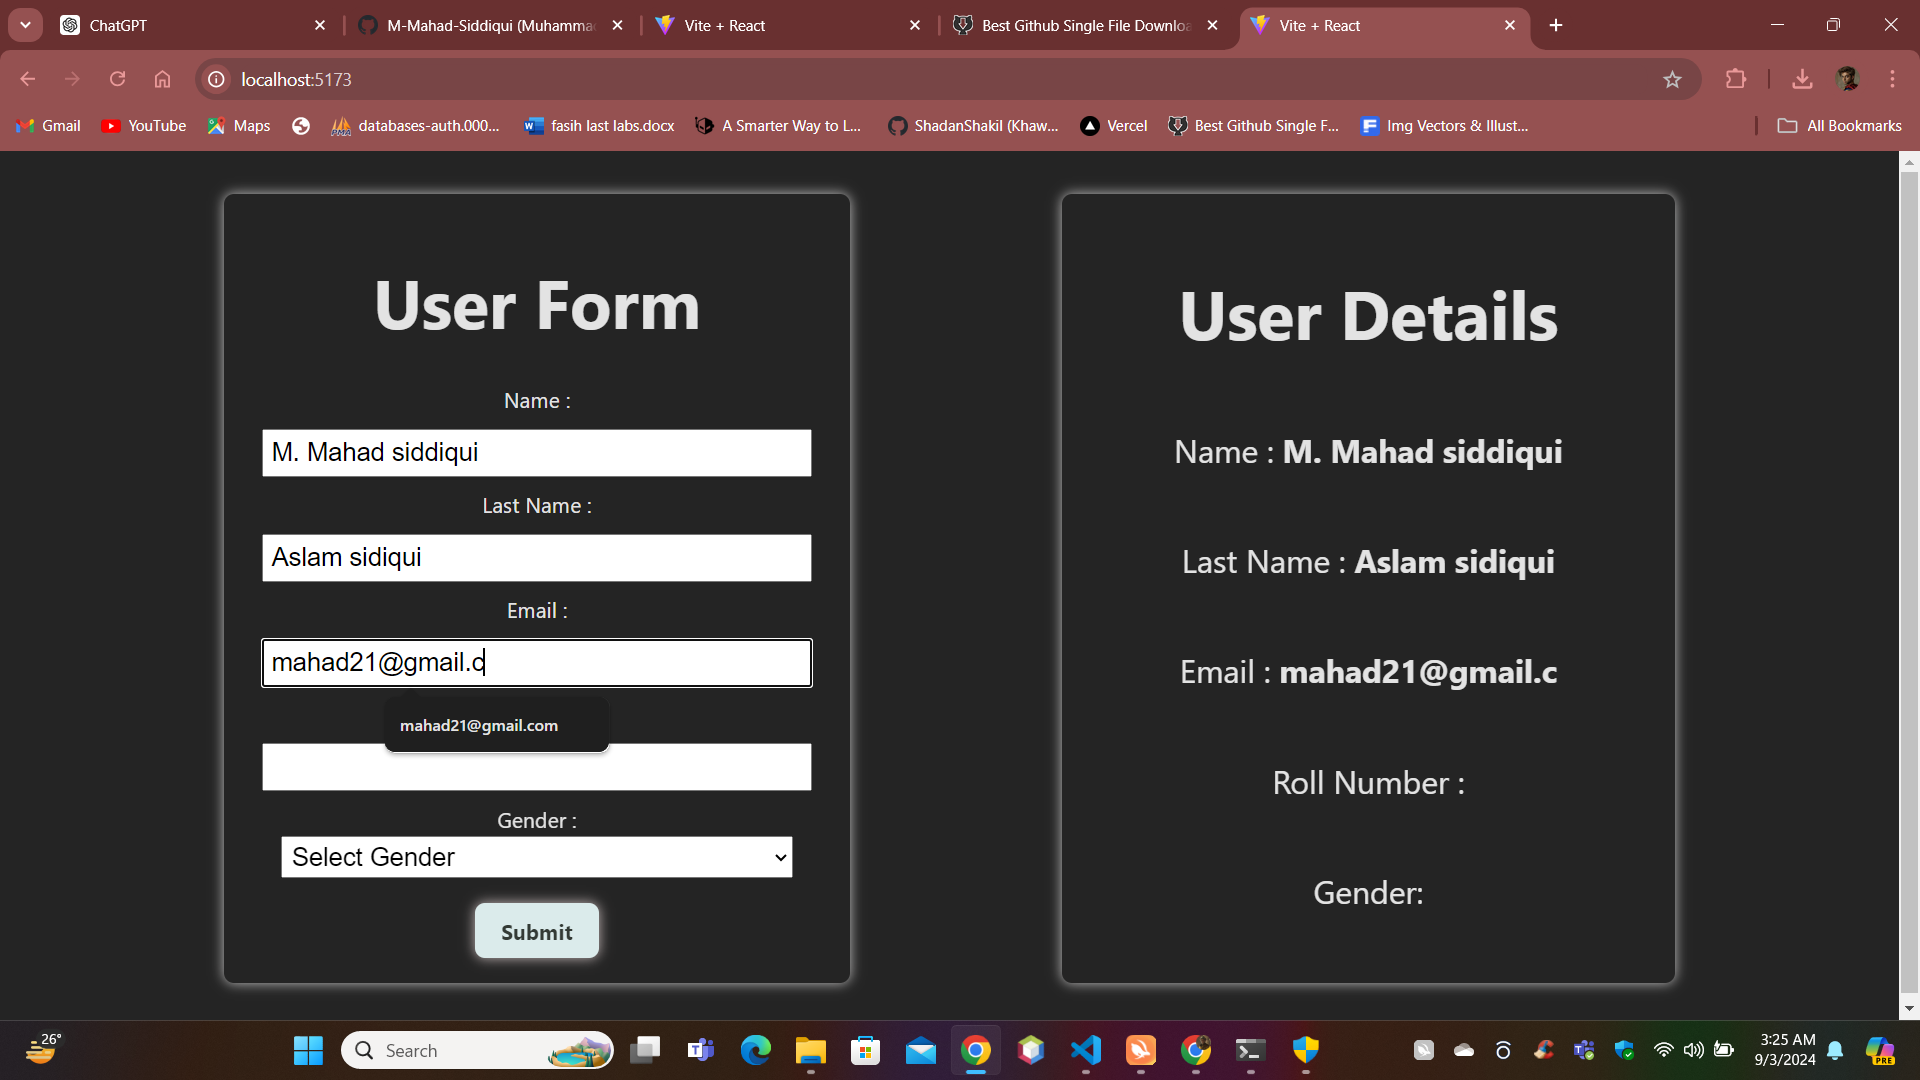 ChatGPT
M-Mahad-Siddiqui (Muhamma
Vite + React
Best Github Single File Downlo
Vite + React
localhost:5173
Gmail
YouTube
Maps
databases-auth.000...
fasih last labs.docx
A Smarter Way to L...
ShadanShakil (Khaw...
Vercel
Best Github Single F...
Img Vectors & Illust...
All Bookmarks
User Form
Name :
M. Mahad siddiqui
Last Name :
Aslam sidiqui
Email :
mahad21@gmail.c
mahad21@gmail.com
Gender :
Select Gender
Submit
User Details
Name : M. Mahad siddiqui
Last Name : Aslam sidiqui
Email : mahad21@gmail.c
Roll Number :
Gender:
26°
Search
3:25 AM
9/3/2024
PRE